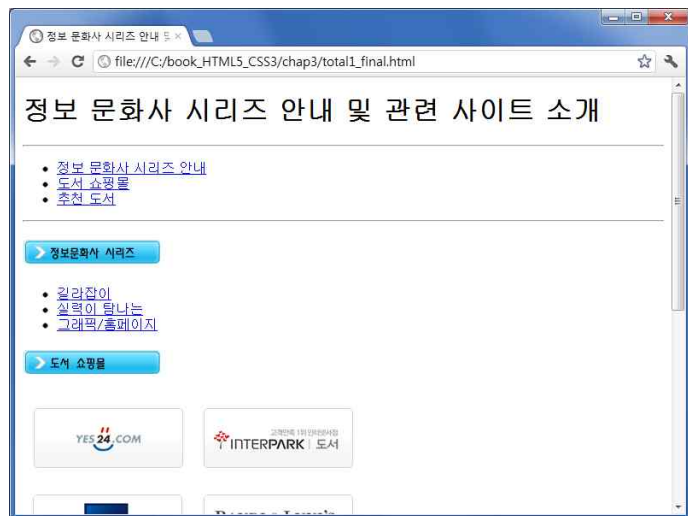 정보 문화사 시리즈 안내 및
file:///C:/book_HTML5_CSS3/chap3/total1_final.html
정보 문화사 시리즈 안내 및 관련 사이트 소개
정보 문화사 시리즈 안내
도서 쇼핑몰
추천 도서
정보문화사 시리즈
길라잡이
실력이 탐나는
그래픽/홈페이지
도서 쇼핑몰
YES24.COM
INTERPARK 도서